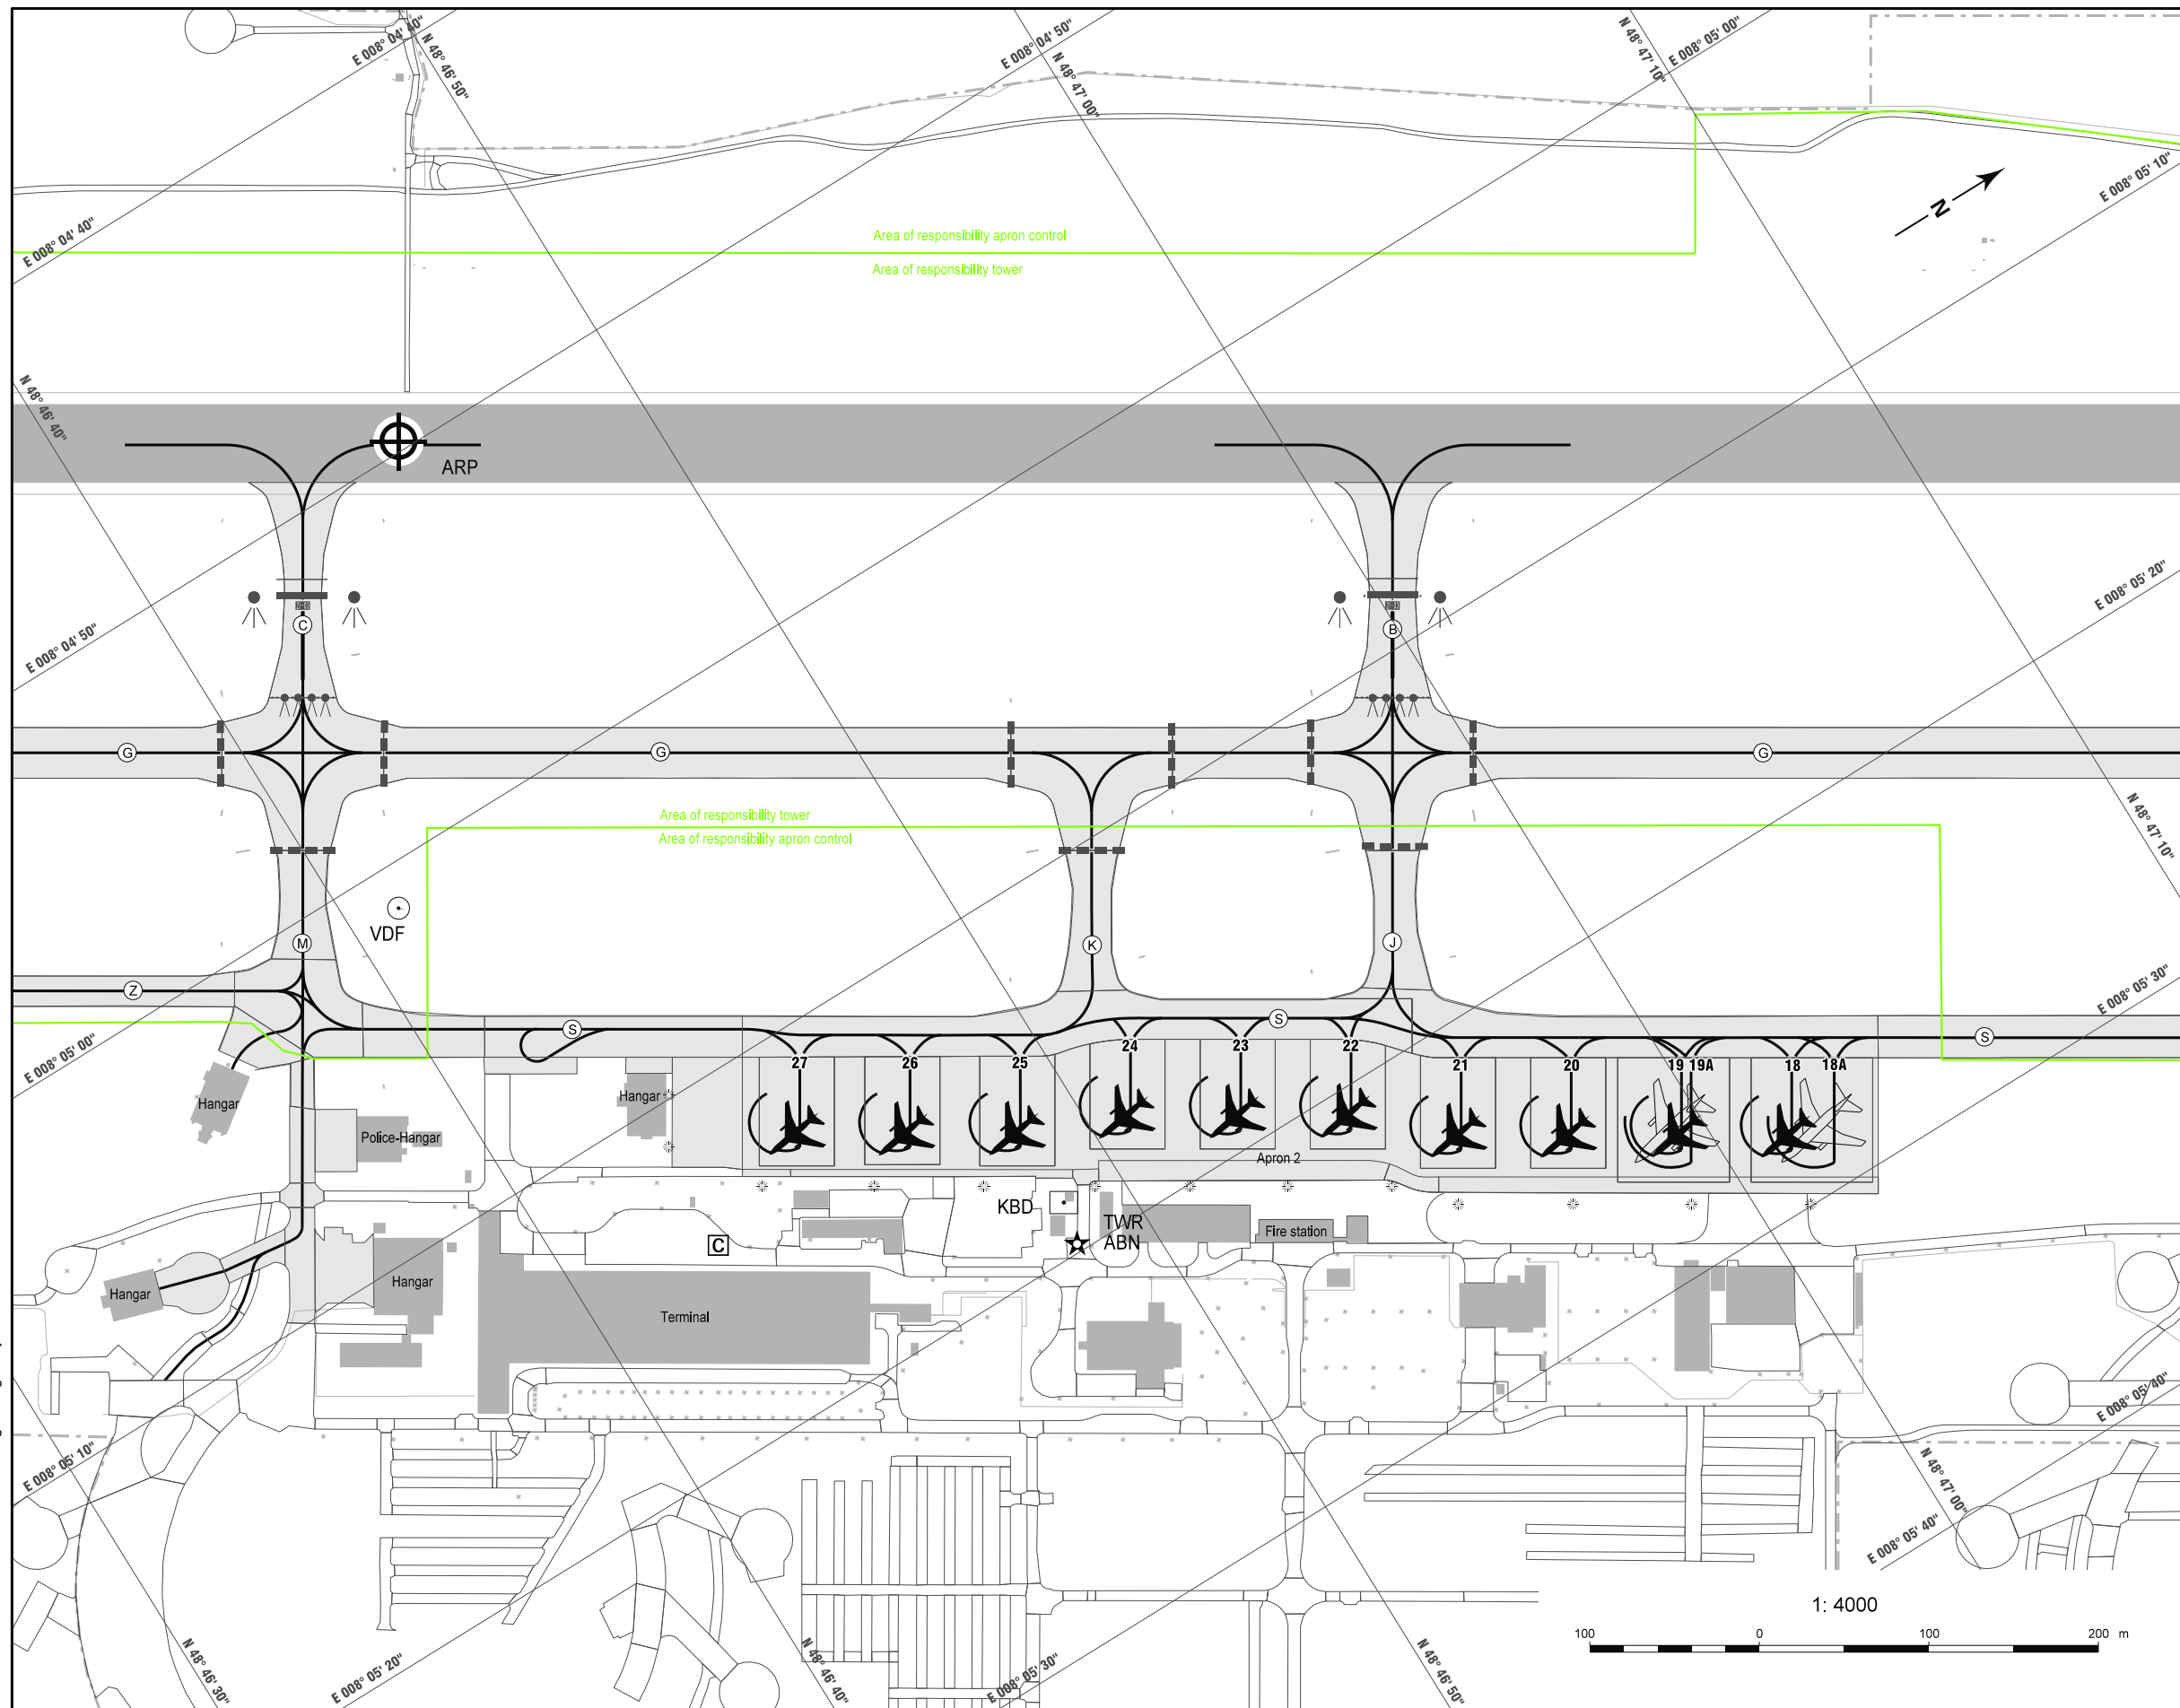 E 008° 04' 40"
N 48° 46' 50"
E 008° 04' 50"
N 48° 47' 00"
N 48° 47' 10"
E 008° 05' 00"
E 008° 05' 10"
N
E 008° 04' 40"
Area of responsibility apron control
Area of responsibility tower
N 48° 46' 40"
ARP
E 008° 05' 20"
C
B
E 008° 04' 50"
G
G
G
Area of responsibility tower
Area of responsibility apron control
N 48° 47' 10"
VDF
M
K
J
Z
S
S
S
E 008° 05' 30"
E 008° 05' 00"
27
26
25
24
23
22
21
20
19 19A
18
18A
Hangar
Hangar
Police-Hangar
Apron 2
KBD
TWR
ABN
C
Fire station
Hangar
Hangar
Terminal
E 008° 05' 40"
E 008° 05' 10"
N 48° 47' 00"
E 008° 05' 40"
1: 4000
100 0 100 200 m
N 48° 46' 30"
E 008° 05' 20"
N 48° 46' 40"
E 008° 05' 30"
N 48° 46' 50"